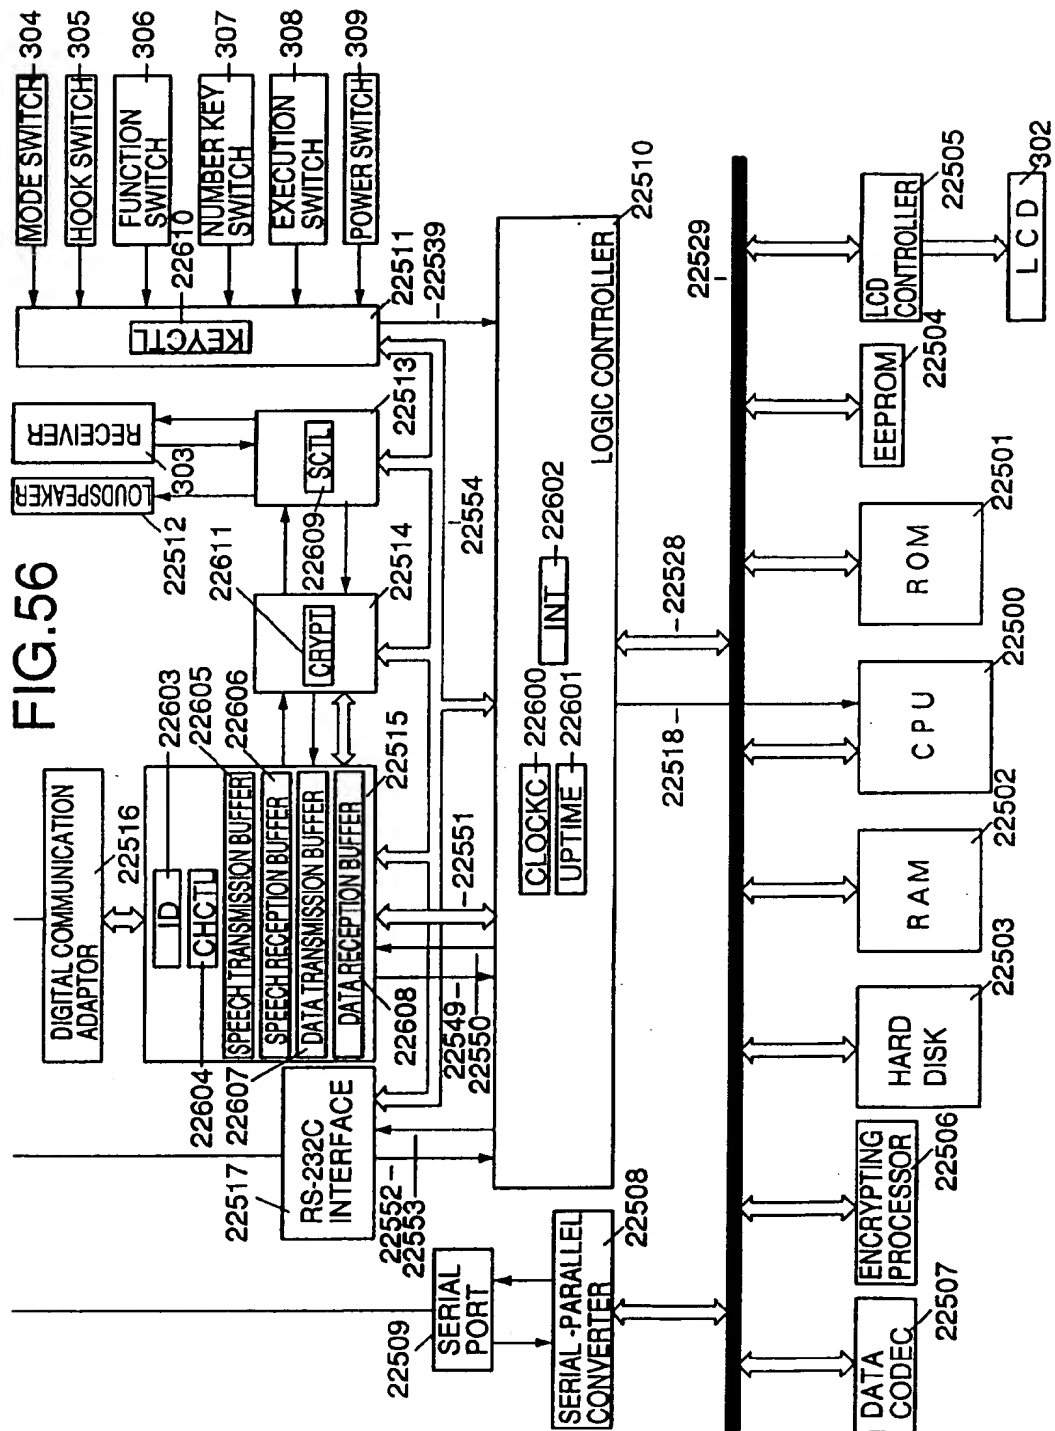 FIG.56
MODE SWITCH
304
HOOK SWITCH
305
FUNCTION
SWITCH
306
NUMBER KEY
SWITCH
307
EXECUTION
SWITCH
308
POWER SWITCH
309
22610
KEYCTL
22511
22539
RECEIVER
303
LOUDSPEAKER
22512
SCTL
22609
22513
22611
CRYPT
22514
22554
DIGITAL COMMUNICATION
ADAPTOR
22516
ID
22603
CHCTL
22604
SPEECH TRANSMISSION BUFFER
22605
SPEECH RECEPTION BUFFER
22606
DATA TRANSMISSION BUFFER
22607
DATA RECEPTION BUFFER
22608
22515
22551
22549
22550
RS-232C
INTERFACE
22517
22552
22553
LOGIC CONTROLLER
22510
CLOCKC
22600
UPTIME
22601
INT
22602
SERIAL
PORT
22509
SERIAL-PARALLEL
CONVERTER
22508
22518
22528
22529
DATA
CODEC
22507
ENCRYPTING
PROCESSOR
22506
HARD
DISK
22503
RAM
22502
CPU
22500
ROM
22501
EEPROM
22504
LCD
CONTROLLER
22505
LCD
302